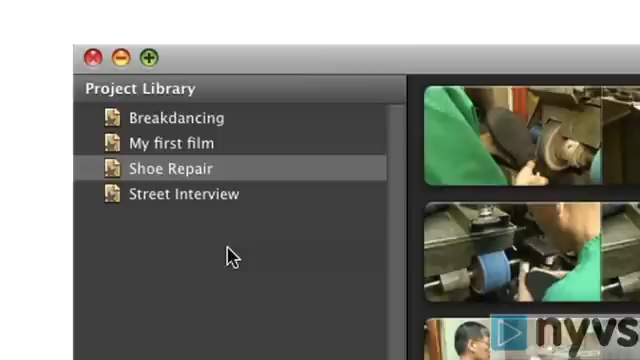 Project Library
Breakdancing
My first film
Shoe Repair
Street Interview
nyvs